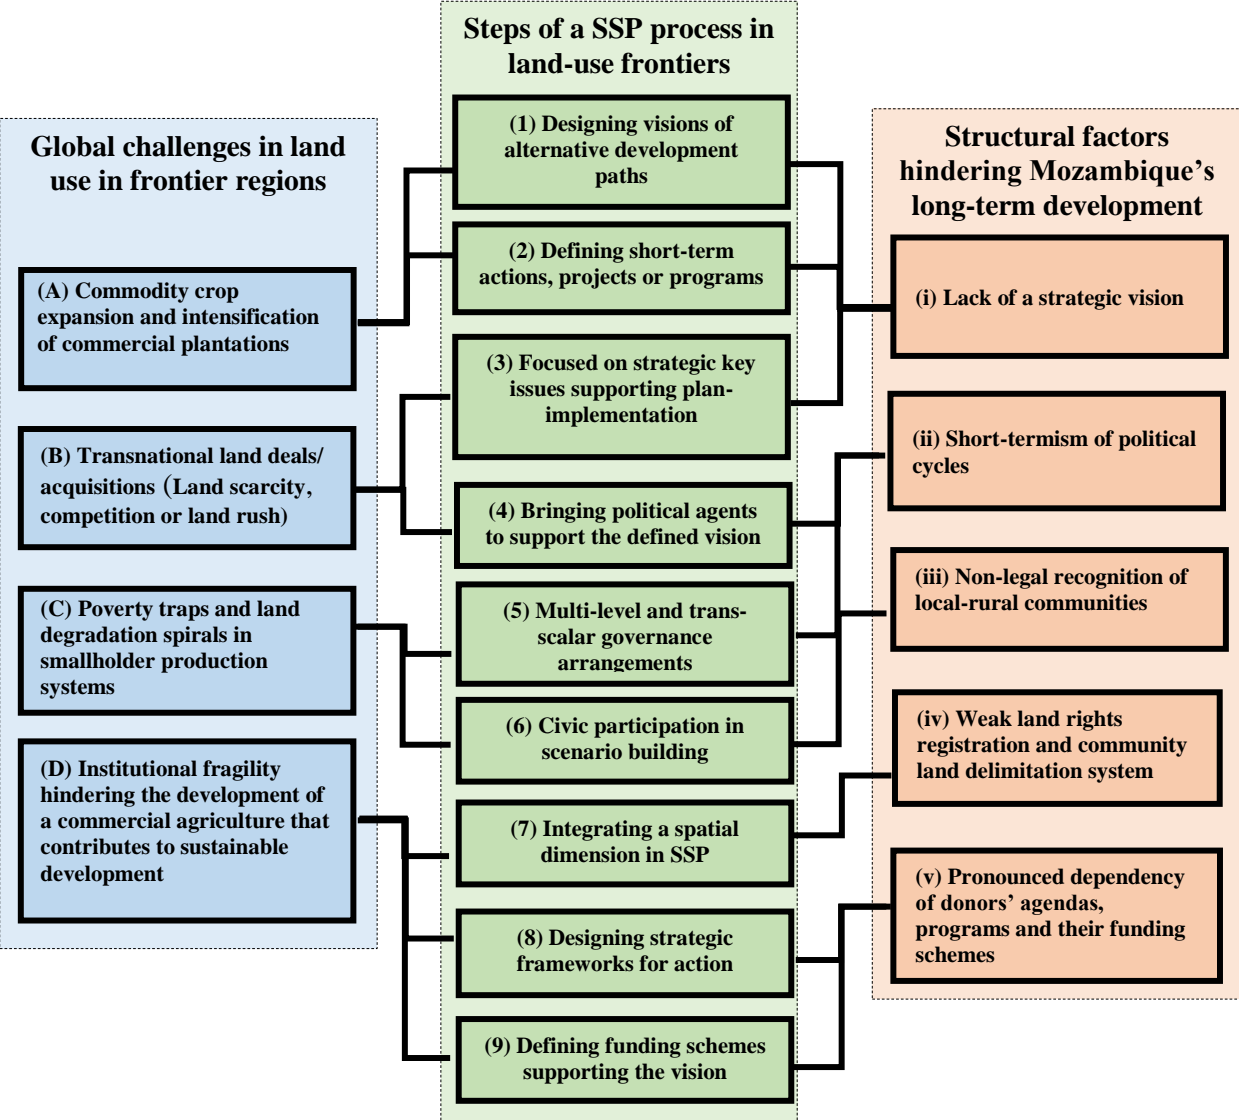 Steps of a SSP process in
land-use frontiers
Global challenges in land
use in frontier regions
(A) Commodity crop
expansion and intensification
of commercial plantations
(B) Transnational land deals/
acquisitions (Land scarcity,
competition or land rush)
(C) Poverty traps and land
degradation spirals in
smallholder production
systems
(D) Institutional fragility
hindering the development of
a commercial agriculture that
contributes to sustainable
development
(1) Designing visions of
alternative development
paths
(2) Defining short-term
actions, projects or programs
(3) Focused on strategic key
issues supporting plan-
implementation
(4) Bringing political agents
to support the defined vision
(5) Multi-level and trans-
scalar governance
arrangements
(6) Civic participation in
scenario building
(7) Integrating a spatial
dimension in SSP
(8) Designing strategic
frameworks for action
(9) Defining funding schemes
supporting the vision
Structural factors
hindering Mozambique’s
long-term development
(i) Lack of a strategic vision
(ii) Short-termism of political
cycles
(iii) Non-legal recognition of
local-rural communities
(iv) Weak land rights
registration and community
land delimitation system
(v) Pronounced dependency
of donors’ agendas,
programs and their funding
schemes